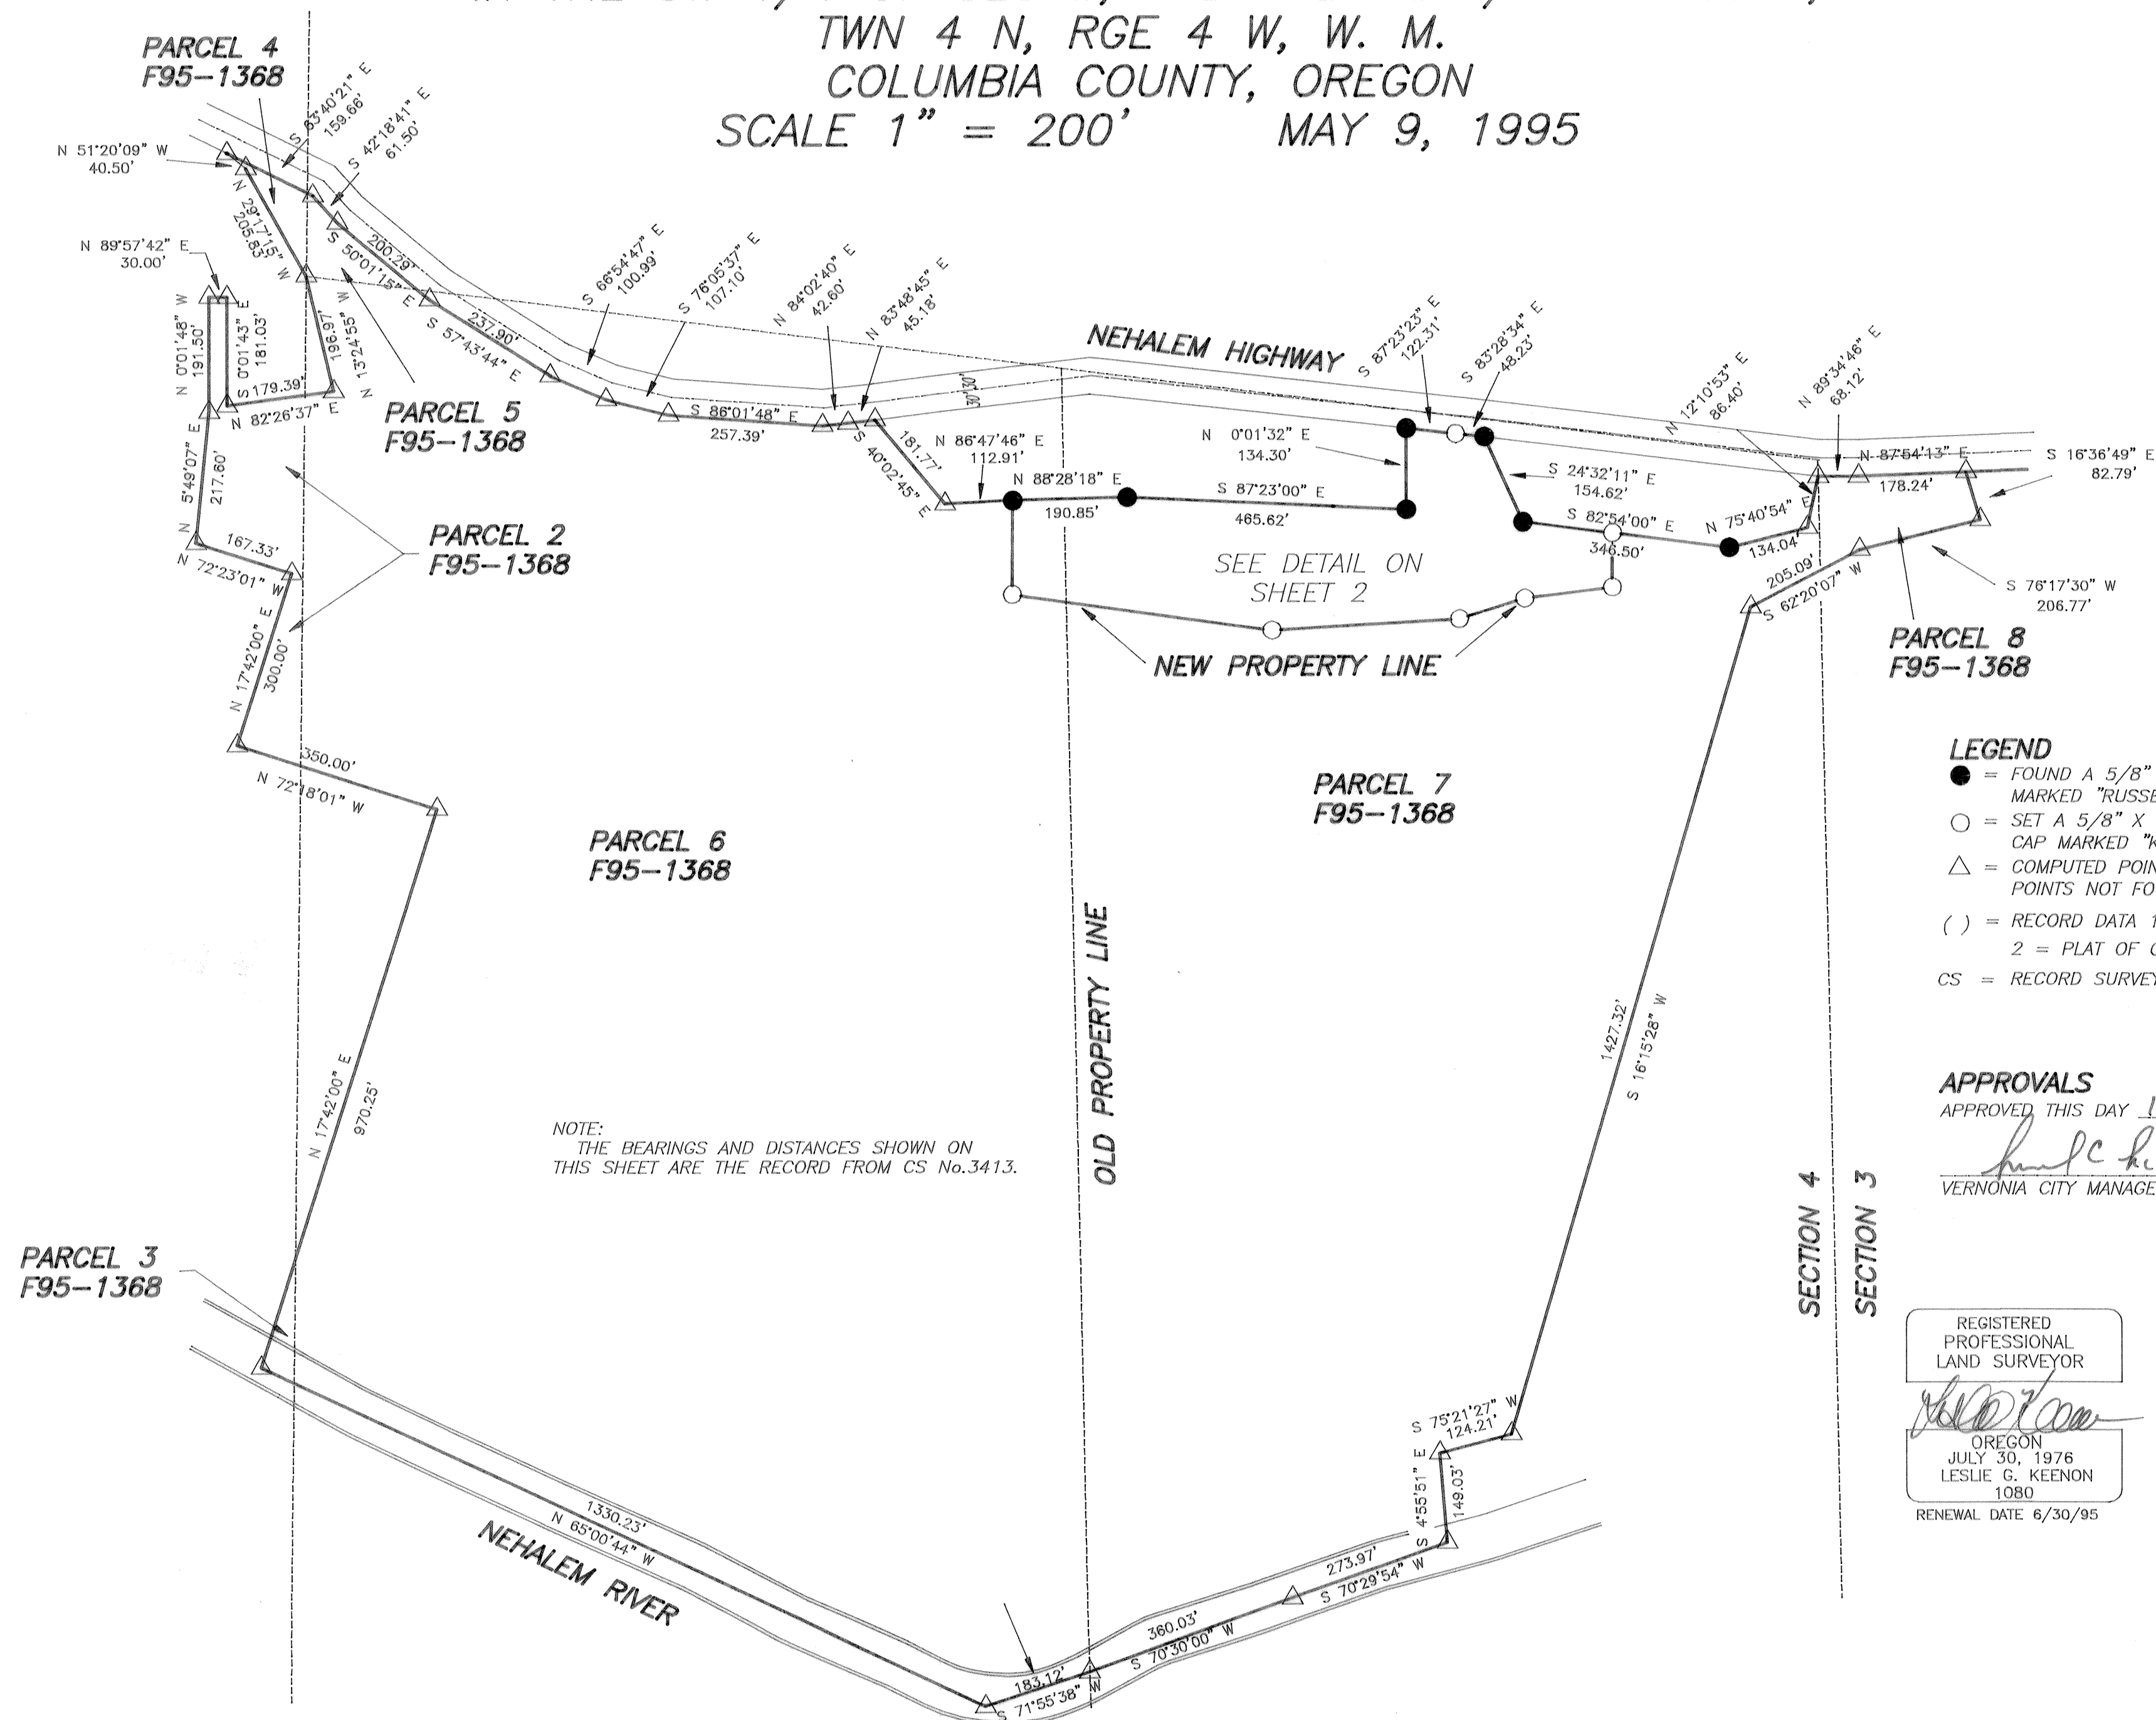 TWN 4 N, RGE 4 W, W. M.
COLUMBIA COUNTY, OREGON
SCALE 1" = 200' MAY 9, 1995
PARCEL 4
F95-1368
S 63°40'21" E
159.66'
S 42°18'41" E
61.50'
N 51°20'09" W
40.50'
N 29°17'15" W
205.83'
N 89°57'42" E
30.00'
N 0°01'48" W
191.50'
S 0°01'43" E
181.03'
179.39'
N 82°26'37" E
196.97'
N 13°24'55" W
200.29'
S 50°01'15" E
237.90'
S 57°43'44" E
S 66°54'47" E
100.99'
S 76°05'37" E
107.10'
N 84°02'40" E
42.60'
N 83°48'45" E
45.18'
S 86°01'48" E
257.39'
181.77'
S 40°02'45" E
NEHALEM HIGHWAY
30' 30'
N 86°47'46" E
112.91'
N 88°28'18" E
190.85'
S 87°23'00" E
465.62'
N 0°01'32" E
134.30'
S 87°23'23" E
122.31'
S 83°28'34" E
48.23'
S 24°32'11" E
154.62'
S 82°54'00" E
346.50'
N 75°40'54" E
134.04'
N 12°10'53" E
86.40'
N 89°34'46" E
68.12'
N 87°54'13" E
178.24'
S 16°36'49" E
82.79'
S 76°17'30" W
206.77'
205.09'
S 62°20'07" W
PARCEL 5
F95-1368
N 5°49'07" E
217.60'
PARCEL 2
F95-1368
167.33'
N 72°23'01" W
N 17°42'00" E
300.00'
350.00'
N 72°18'01" W
SEE DETAIL ON
SHEET 2
NEW PROPERTY LINE
PARCEL 8
F95-1368
PARCEL 6
F95-1368
PARCEL 7
F95-1368
LEGEND
= FOUND A 5/8"
MARKED "RUSSE
= SET A 5/8" X
CAP MARKED "K
= COMPUTED POIN
POINTS NOT FO
( ) = RECORD DATA 1
2 = PLAT OF
CS = RECORD SURVEY
OLD PROPERTY LINE
1427.32'
S 16°15'28" W
N 17°42'00" E
970.25'
NOTE:
THE BEARINGS AND DISTANCES SHOWN ON
THIS SHEET ARE THE RECORD FROM CS No.3413.
APPROVALS
APPROVED THIS DAY
VERNONIA CITY MANAGE
SECTION 4
SECTION 3
PARCEL 3
F95-1368
REGISTERED
PROFESSIONAL
LAND SURVEYOR
OREGON
JULY 30, 1976
LESLIE G. KEENON
1080
RENEWAL DATE 6/30/95
S 75°21'27" W
124.21'
S 4°55'51" E
149.03'
1330.23'
N 65°00'44" W
NEHALEM RIVER
273.97'
S 70°29'54" W
360.03'
S 70°30'00" W
183.12'
S 71°55'38" W